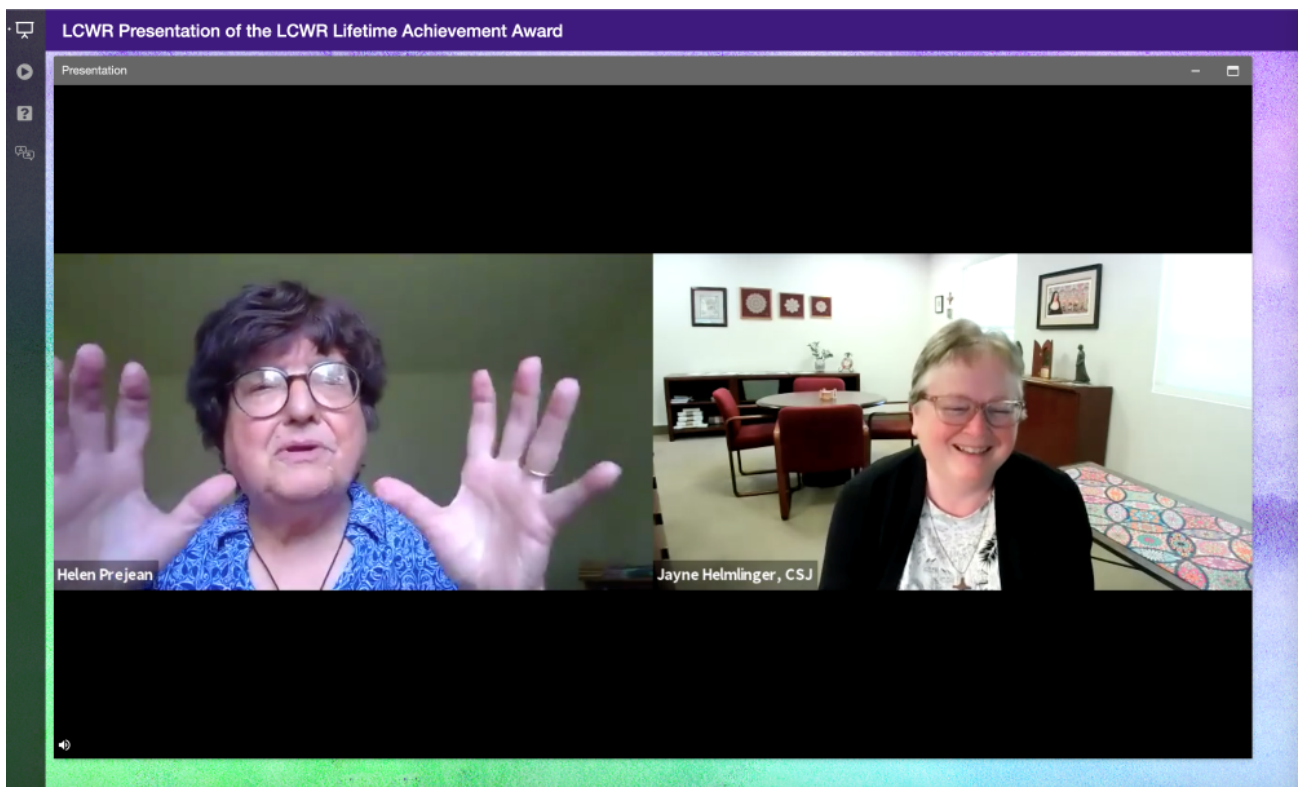 LCWR Presentation of the LCWR Lifetime Achievement Award
Presentation
Helen Prejean
Jayne Helmlinger, CSJ